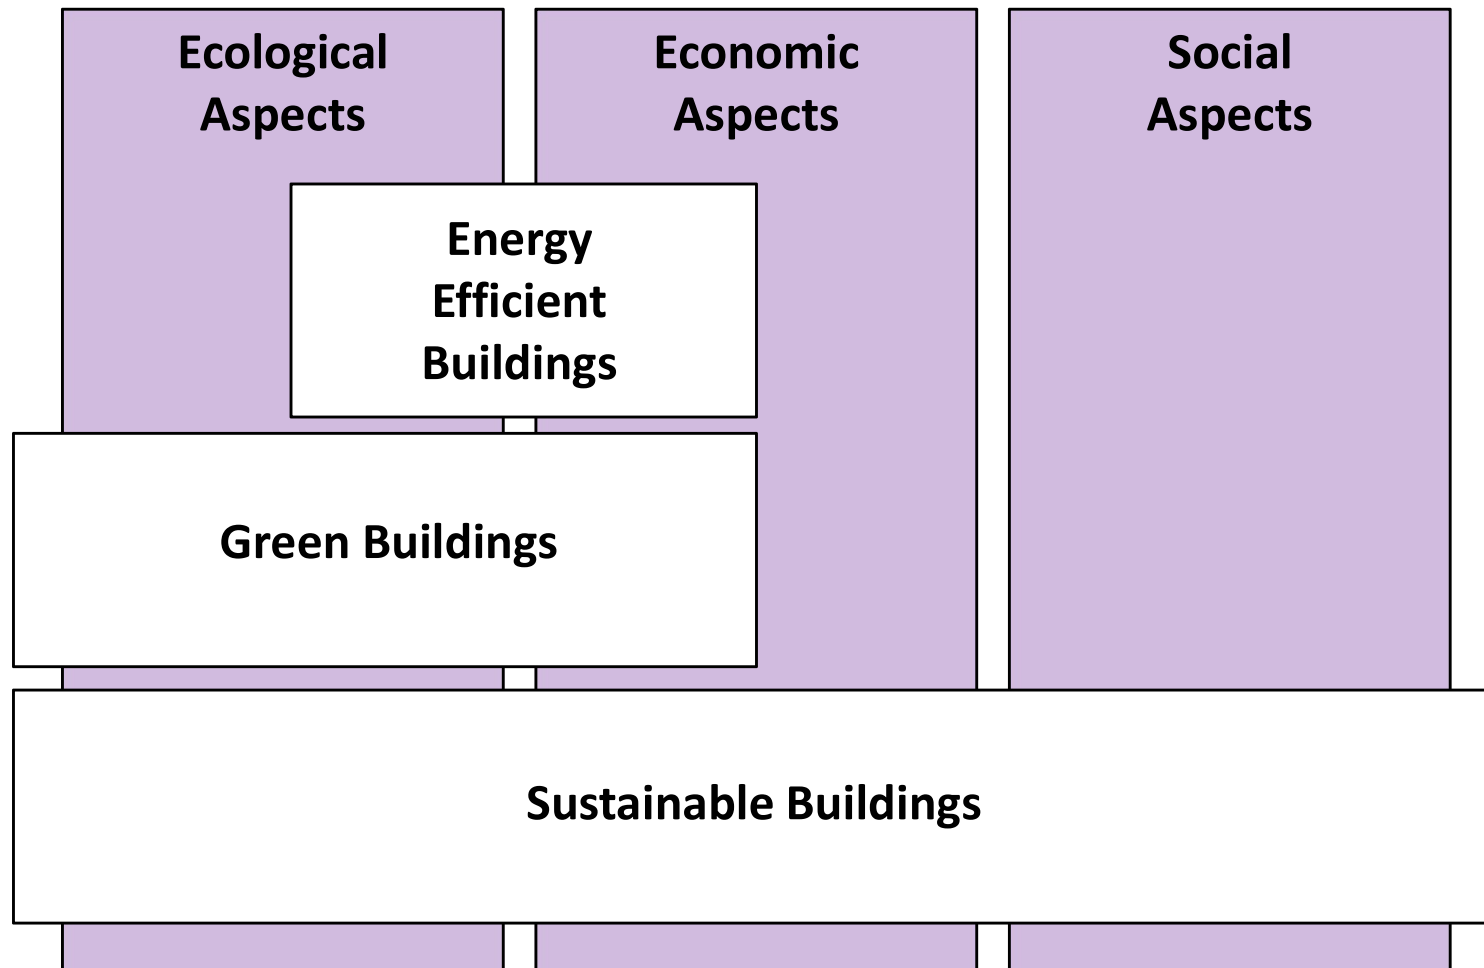 Ecological
Aspects
Economic
Aspects
Social
Aspects
Energy
Efficient
Buildings
Green Buildings
Sustainable Buildings